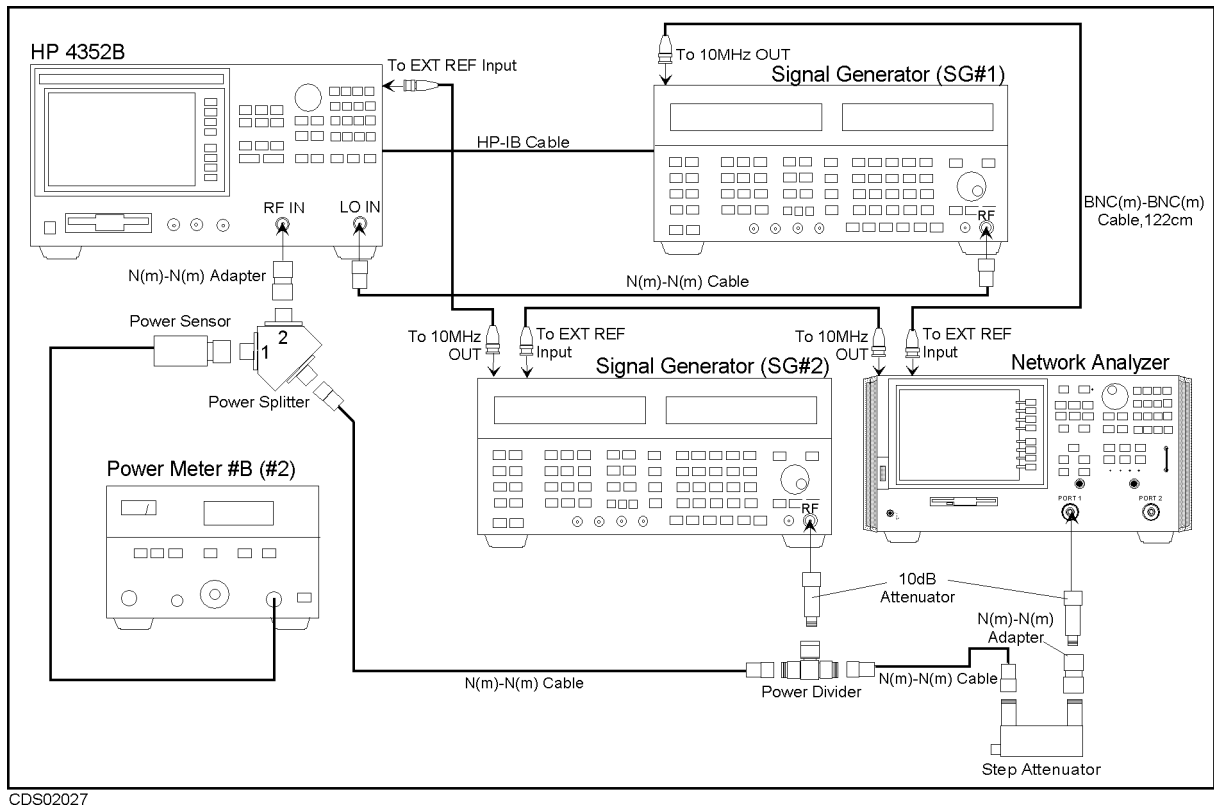 HP 4352B
To EXT REF Input
To 10MHz OUT
Signal Generator (SG#1)
HP-IB Cable
RF IN
LO IN
RF
BNC(m)-BNC(m)
Cable,122cm
N(m)-N(m) Adapter
N(m)-N(m) Cable
Power Sensor
1
2
Power Splitter
To 10MHz
OUT
To EXT REF
Input
Signal Generator (SG#2)
To 10MHz
OUT
To EXT REF
Input
Network Analyzer
Power Meter #B (#2)
RF
PORT 1
PORT 2
10dB
Attenuator
N(m)-N(m)
Adapter
N(m)-N(m) Cable
Power Divider
N(m)-N(m) Cable
Step Attenuator
CDS02027